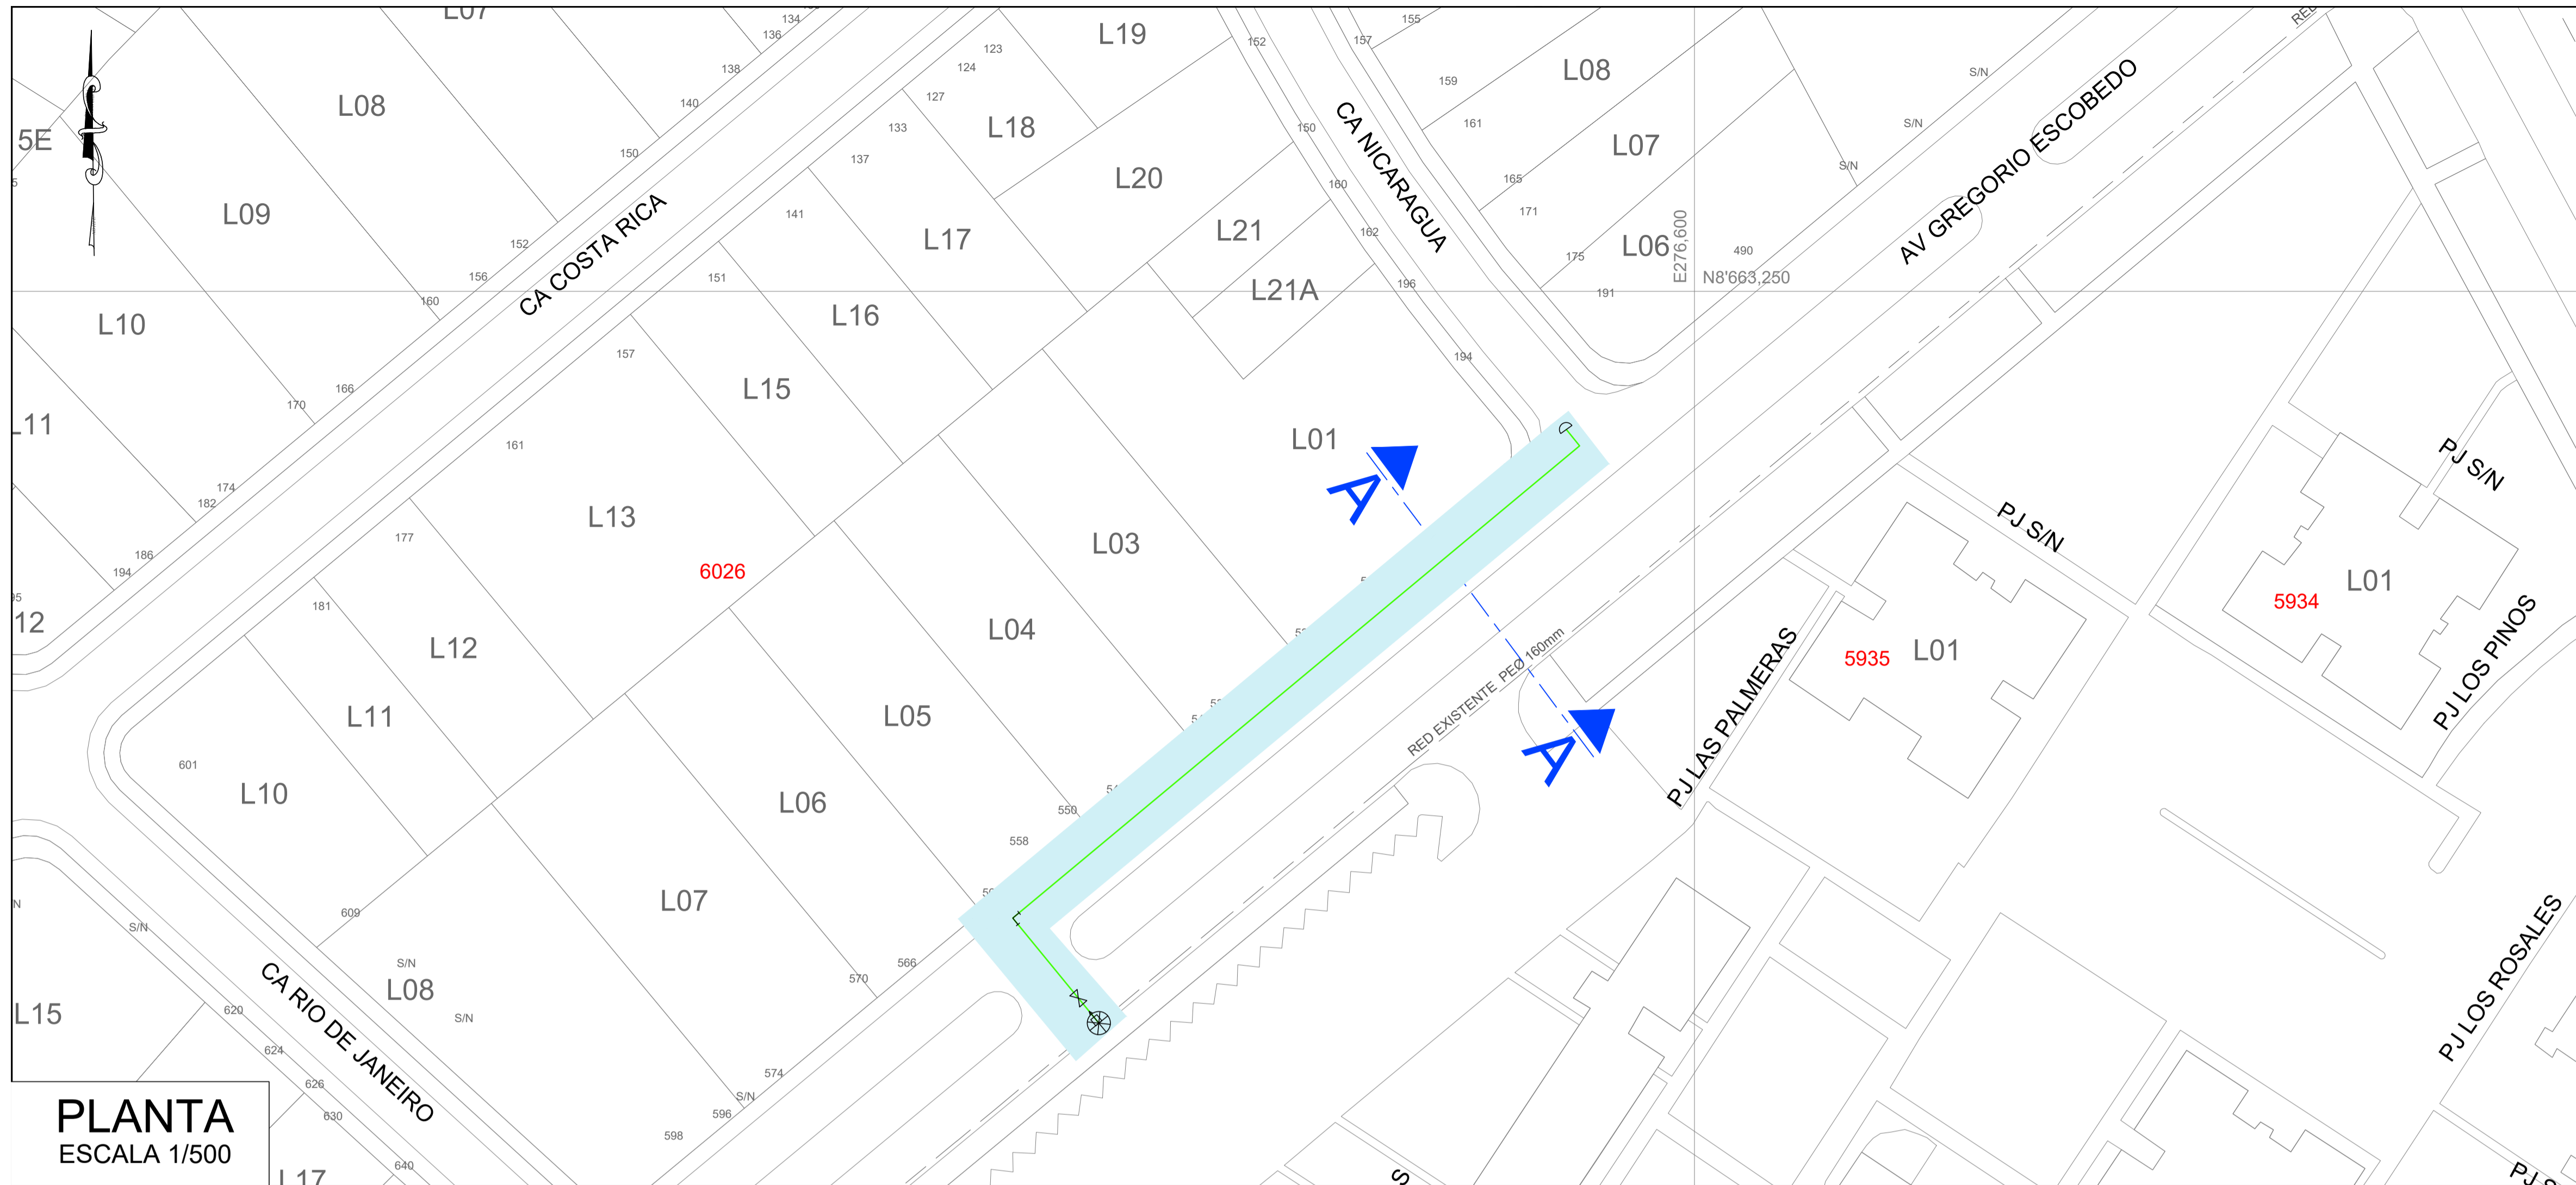 L07
134
136
138
140
150
152
156
160
166
170
174
182
186
194
5E
L08
L09
L10
CA COSTA RICA
123
124
127
133
137
141
151
157
161
177
181
L19
L18
L20
L17
L21
L21A
L16
L15
L13
L12
L11
L10
6026
601
609
152
150
160
162
196
194
CA NICARAGUA
155
157
159
161
165
171
175
191
L08
L07
L06
490
S/N
S/N
S/N
E276,600
N8'663,250
AV GREGORIO ESCOBEDO
L01
L03
L04
L05
L06
L07
L08
A
A
RED EXISTENTE PEØ 160mm
550
558
566
570
574
S/N
596
598
S/N
S/N
S/N
CA RIO DE JANEIRO
620
624
626
630
640
L15
L17
PJ S/N
PJ S/N
PJ LAS PALMERAS
5935
L01
5934
L01
PJ LOS PINOS
PJ LOS ROSALES
PLANTA
ESCALA 1/500